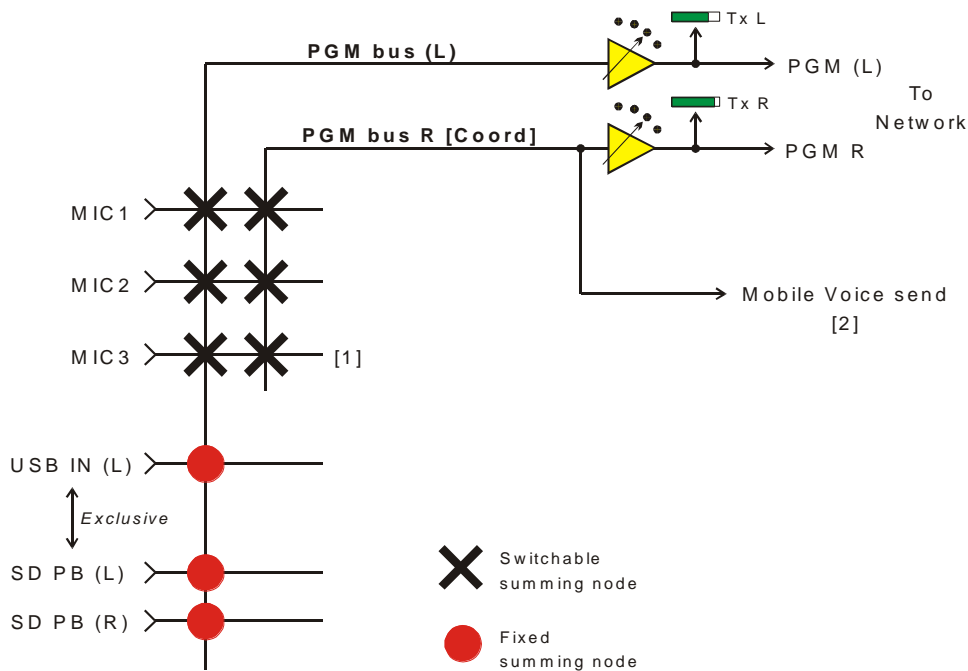 Tx L
PGM bus (L)
PGM (L)
To
Network
Tx R
PGM bus R [Coord]
PGM R
MIC1
MIC2
Mobile Voice send
[2]
MIC3
[1]
USB IN (L)
Exclusive
SD PB (L)
SD PB (R)
Switchable
summing node
Fixed
summing node